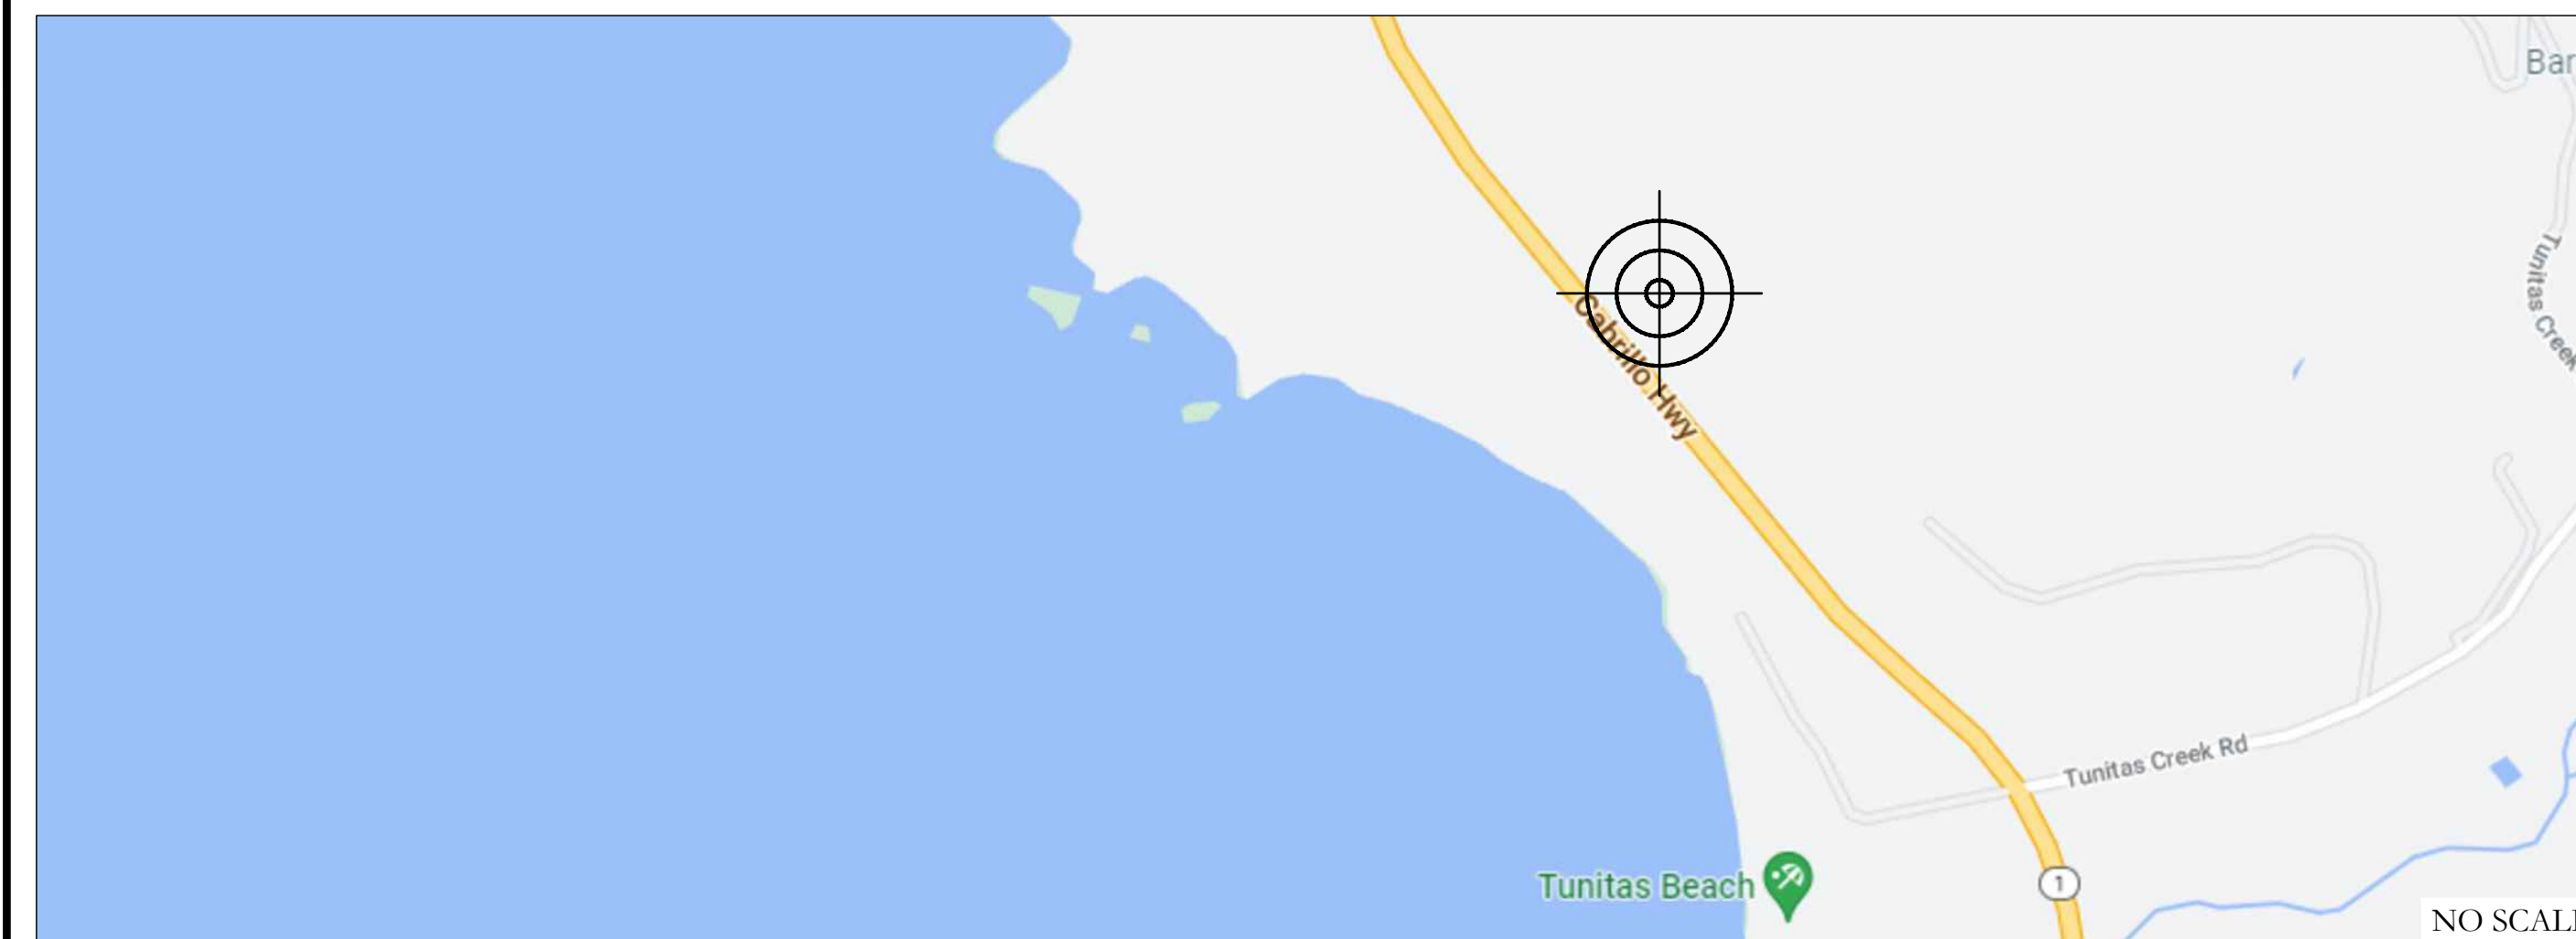 Bar
Tunitas Creek
Cabrillo Hwy
Tunitas Creek Rd
Tunitas Beach
1
NO SCAL